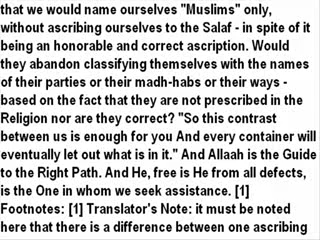 that we would name ourselves "Muslims" only,
without ascribing ourselves to the Salaf - in spite of it
being an honorable and correct ascription. Would
they abandon classifying themselves with the names
of their parties or their madh-habs or their ways -
based on the fact that they are not prescribed in the
Religion nor are they correct? "So this contrast
between us is enough for you And every container will
eventually let out what is in it." And Allaah is the Guide
to the Right Path. And He, free is He from all defects,
is the One in whom we seek assistance. [1]
Footnotes: [1] Translator's Note: it must be noted
here that there is a difference between one ascribing